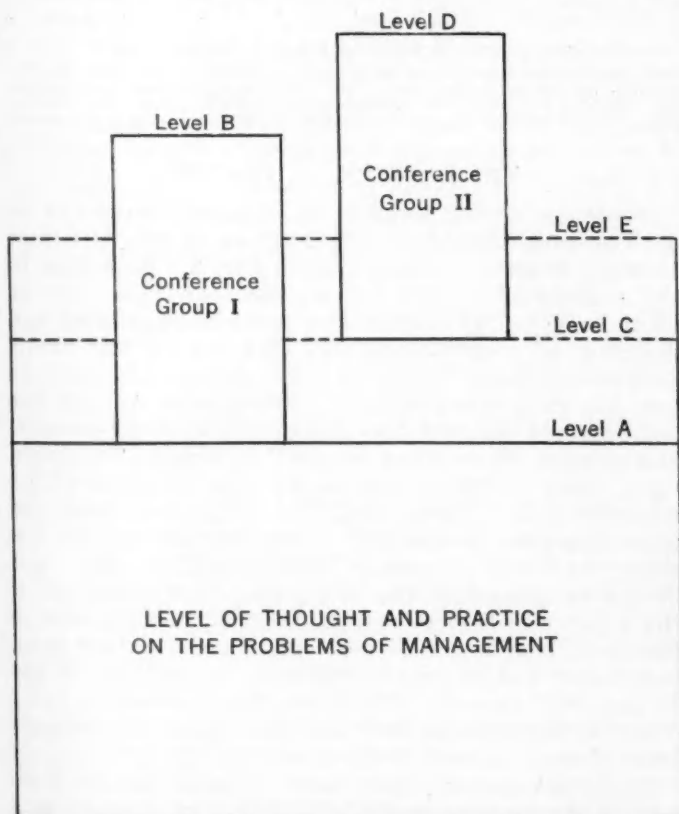 Level D
Level B
Conference
Group II
Level E
Conference
Group I
Level C
Level A
LEVEL OF THOUGHT AND PRACTICE
ON THE PROBLEMS OF MANAGEMENT